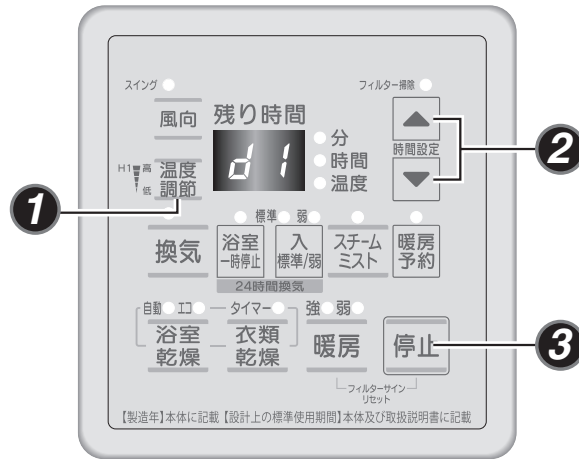 スイング
フィルター掃除
風向
残り時間
分
時間
温度
時間設定
d1
H1 高
低
温度
調節
1
2
標準 弱
換気
浴室
一時停止
入
標準/弱
スチーム
ミスト
暖房
予約
24時間換気
自動 エコ タイマー 強 弱
浴室
乾燥
衣類
乾燥
暖房
停止
3
フィルターサイン
リセット
【製造年】本体に記載【設計上の標準使用期間】本体及び取扱説明書に記載